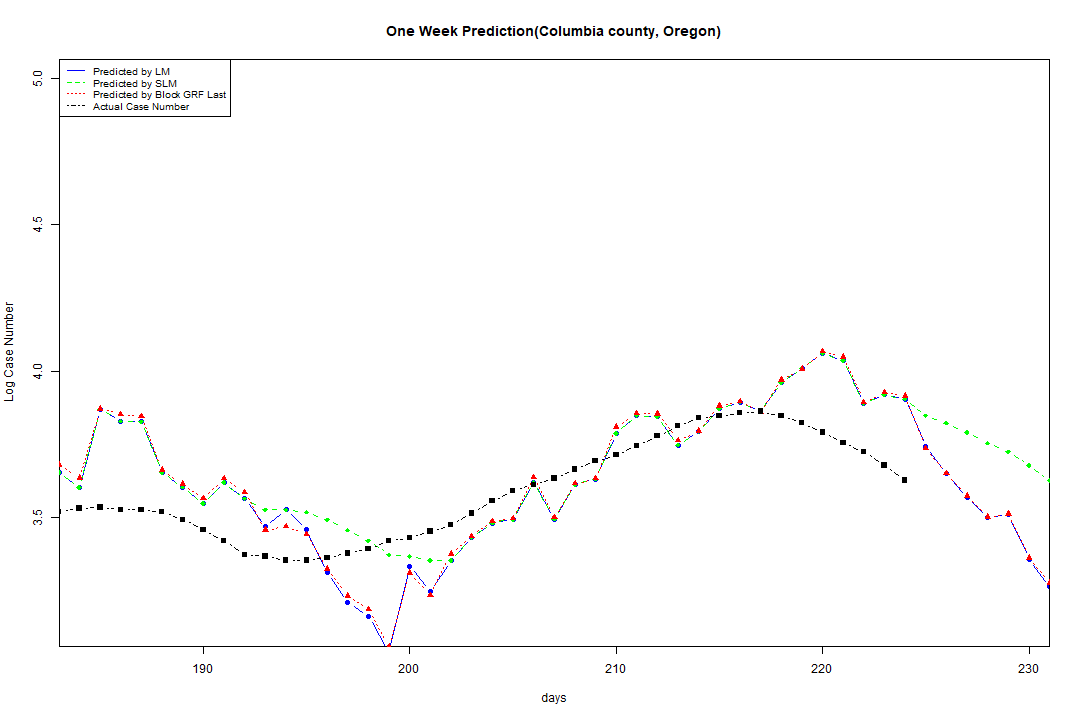 One Week Prediction(Columbia county, Oregon)
Predicted by LM
Predicted by SLM
Predicted by Block GRF Last
Actual Case Number
5.0
4.5
4.0
3.5
Log Case Number
190 200 210 220 230
days